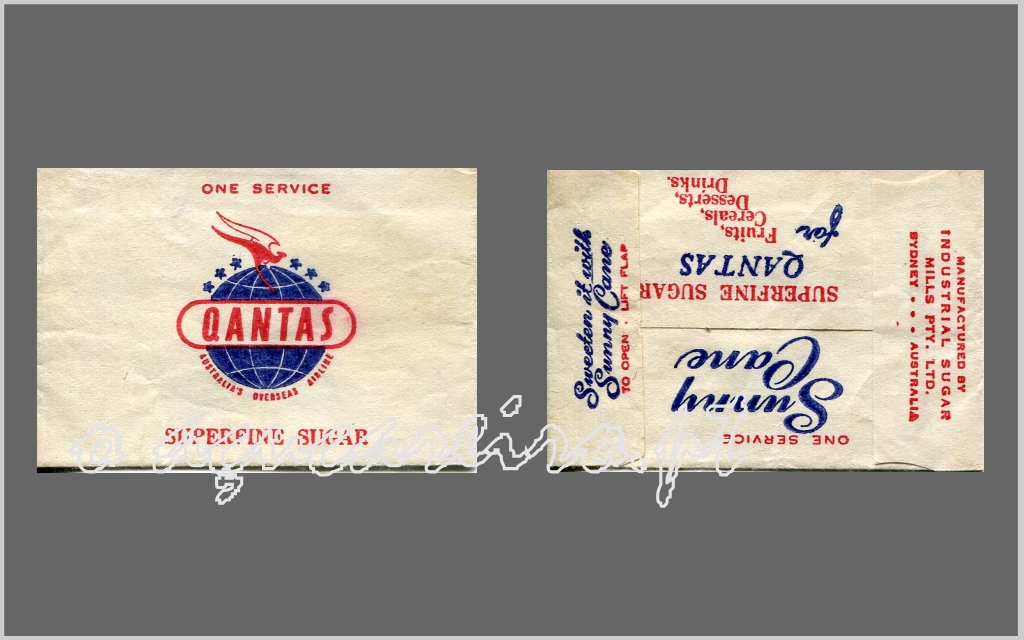 ONE SERVICE
QANTAS
AUSTRALIA'S OVERSEAS AIRLINE
SUPERFINE SUGAR
Sweeten it with
Sunny Cane
TO OPEN · LIFT FLAP
ONE SERVICE
Sunny
Cane
SUPERFINE SUGAR
QANTAS
for
Fruits,
Cereals,
Desserts,
Drinks.
MANUFACTURED BY
INDUSTRIAL SUGAR
MILLS PTY. LTD.
SYDNEY • • • AUSTRALIA